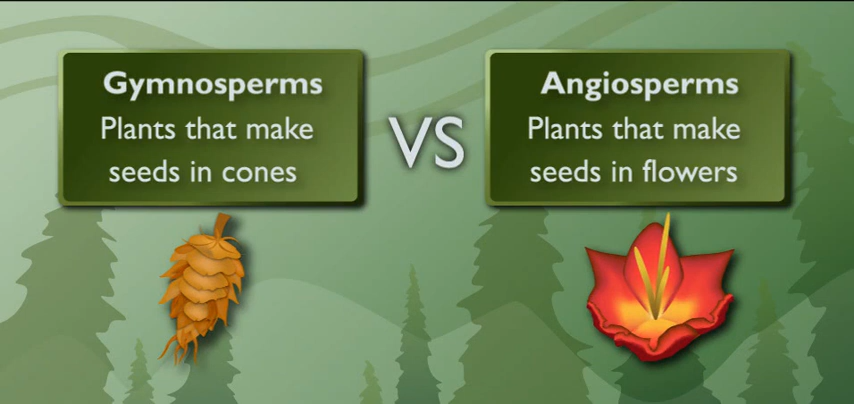 Gymnosperms
Plants that make
seeds in cones
VS
Angiosperms
Plants that make
seeds in flowers